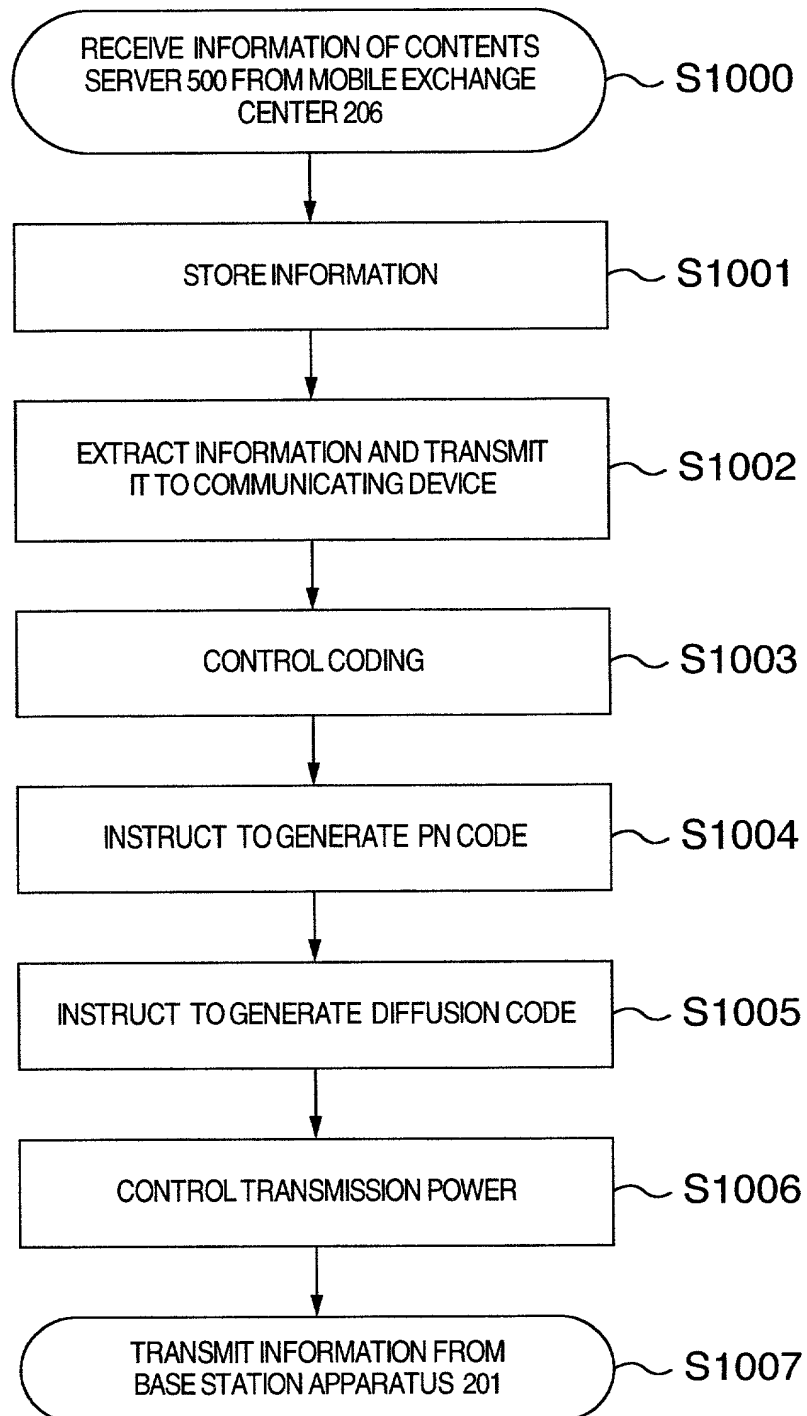 RECEIVE INFORMATION OF CONTENTS
SERVER 500 FROM MOBILE EXCHANGE
CENTER 206
S1000
STORE INFORMATION
S1001
EXTRACT INFORMATION AND TRANSMIT
IT TO COMMUNICATING DEVICE
S1002
CONTROL CODING
S1003
INSTRUCT TO GENERATE PN CODE
S1004
INSTRUCT TO GENERATE DIFFUSION CODE
S1005
CONTROL TRANSMISSION POWER
S1006
TRANSMIT INFORMATION FROM
BASE STATION APPARATUS 201
S1007